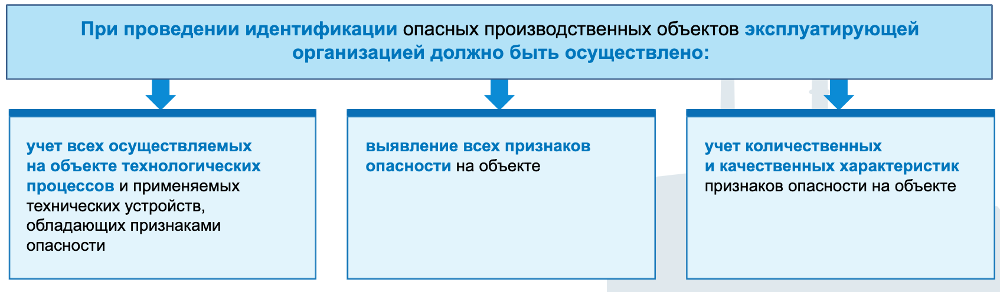 При проведении идентификации опасных производственных объектов эксплуатирующей
организацией должно быть осуществлено:
учет всех осуществляемых
на объекте технологических
процессов и применяемых
технических устройств,
обладающих признаками
опасности
выявление всех признаков
опасности на объекте
учет количественных
и качественных характеристик
признаков опасности на объекте